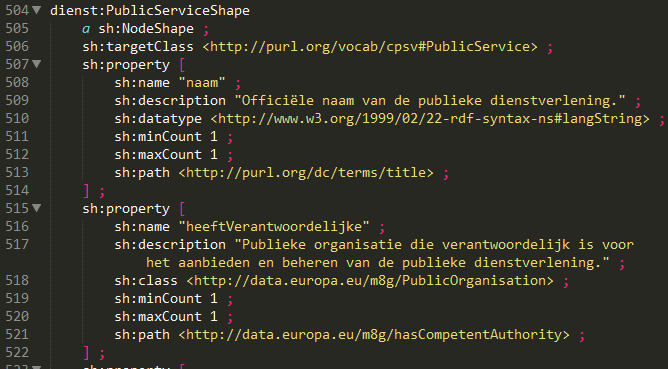 504▼ dienst:PublicServiceShape
505 a sh:NodeShape ;
506 sh:targetClass <http://purl.org/vocab/cpsv#PublicService> ;
507▼ sh:property [
508 sh:name "naam" ;
509 sh:description "Officiële naam van de publieke dienstverlening." ;
510 sh:datatype <http://www.w3.org/1999/02/22-rdf-syntax-ns#langString> ;
511 sh:minCount 1 ;
512 sh:maxCount 1 ;
513 sh:path <http://purl.org/dc/terms/title> ;
514 ] ;
515▼ sh:property [
516 sh:name "heeftVerantwoordelijke" ;
517 sh:description "Publieke organisatie die verantwoordelijk is voor
het aanbieden en beheren van de publieke dienstverlening." ;
518 sh:class <http://data.europa.eu/m8g/PublicOrganisation> ;
519 sh:minCount 1 ;
520 sh:maxCount 1 ;
521 sh:path <http://data.europa.eu/m8g/hasCompetentAuthority> ;
522 ] ;
523▼ sh:property [